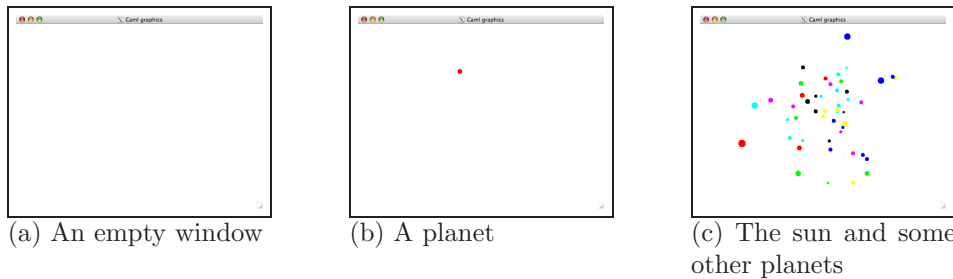 Caml graphics
Caml graphics
Caml graphics
(a) An empty window
(b) A planet
(c) The sun and some
other planets